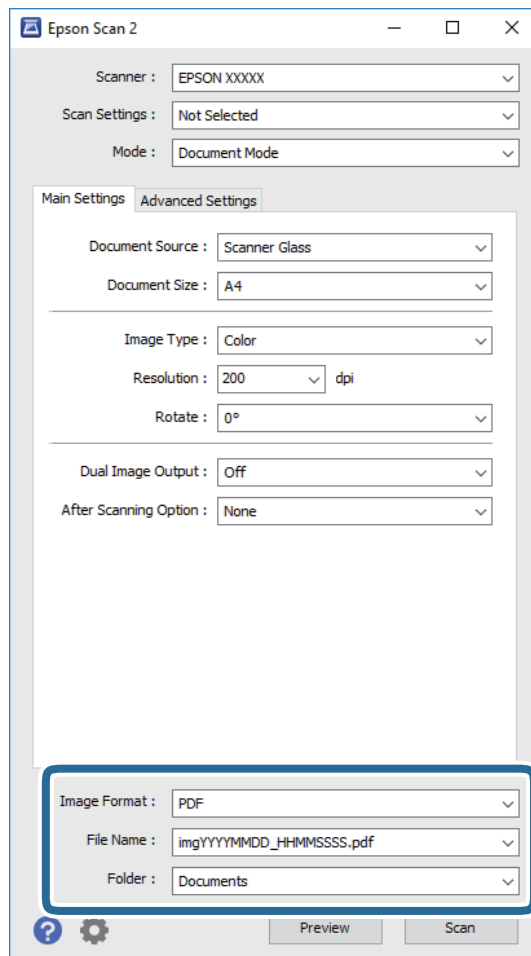 Epson Scan 2
Scanner : EPSON XXXXX
Scan Settings : Not Selected
Mode : Document Mode
Main Settings Advanced Settings
Document Source : Scanner Glass
Document Size : A4
Image Type : Color
Resolution : 200 dpi
Rotate : 0°
Dual Image Output : Off
After Scanning Option : None
Image Format : PDF
File Name : imgYYYYMMDD_HHMMSSSS.pdf
Folder : Documents
? Preview Scan